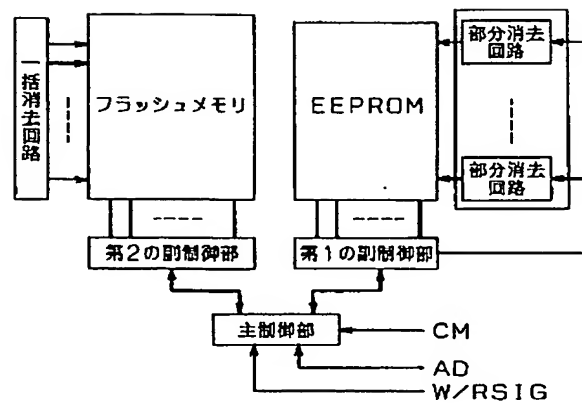 一括消去回路
フラッシュメモリ
EEPROM
部分消去
回路
部分消去
回路
第2の副制御部
第1の副制御部
主制御部
CM
AD
W/RSIG